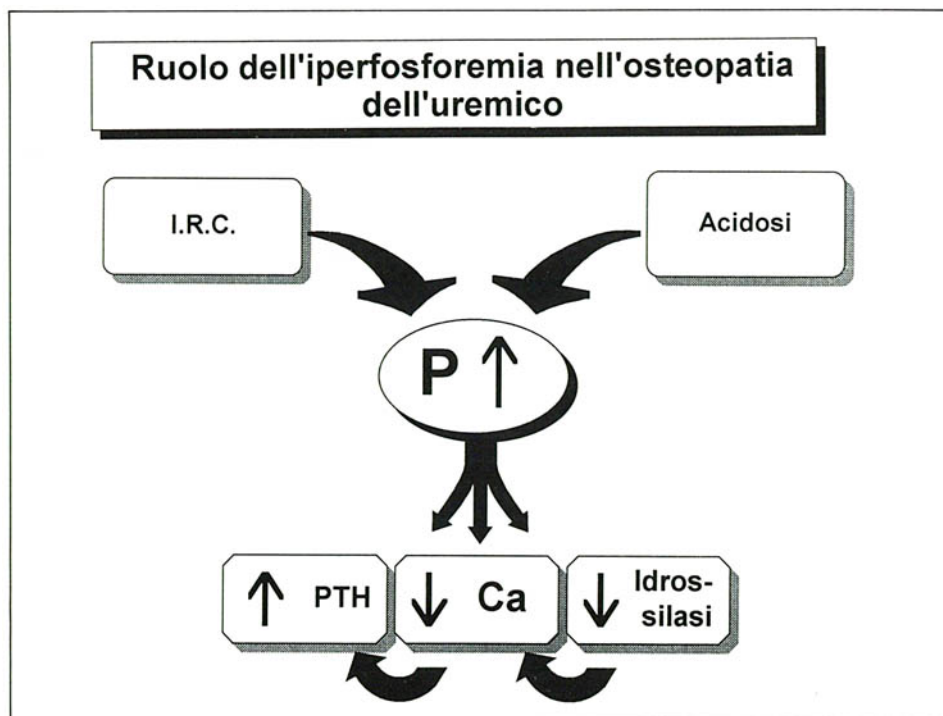 Ruolo dell'iperfosforemia nell'osteopatia
dell'uremico
I.R.C.
Acidosi
P ↑
↑ PTH
↓ Ca
↓ Idros-
silasi